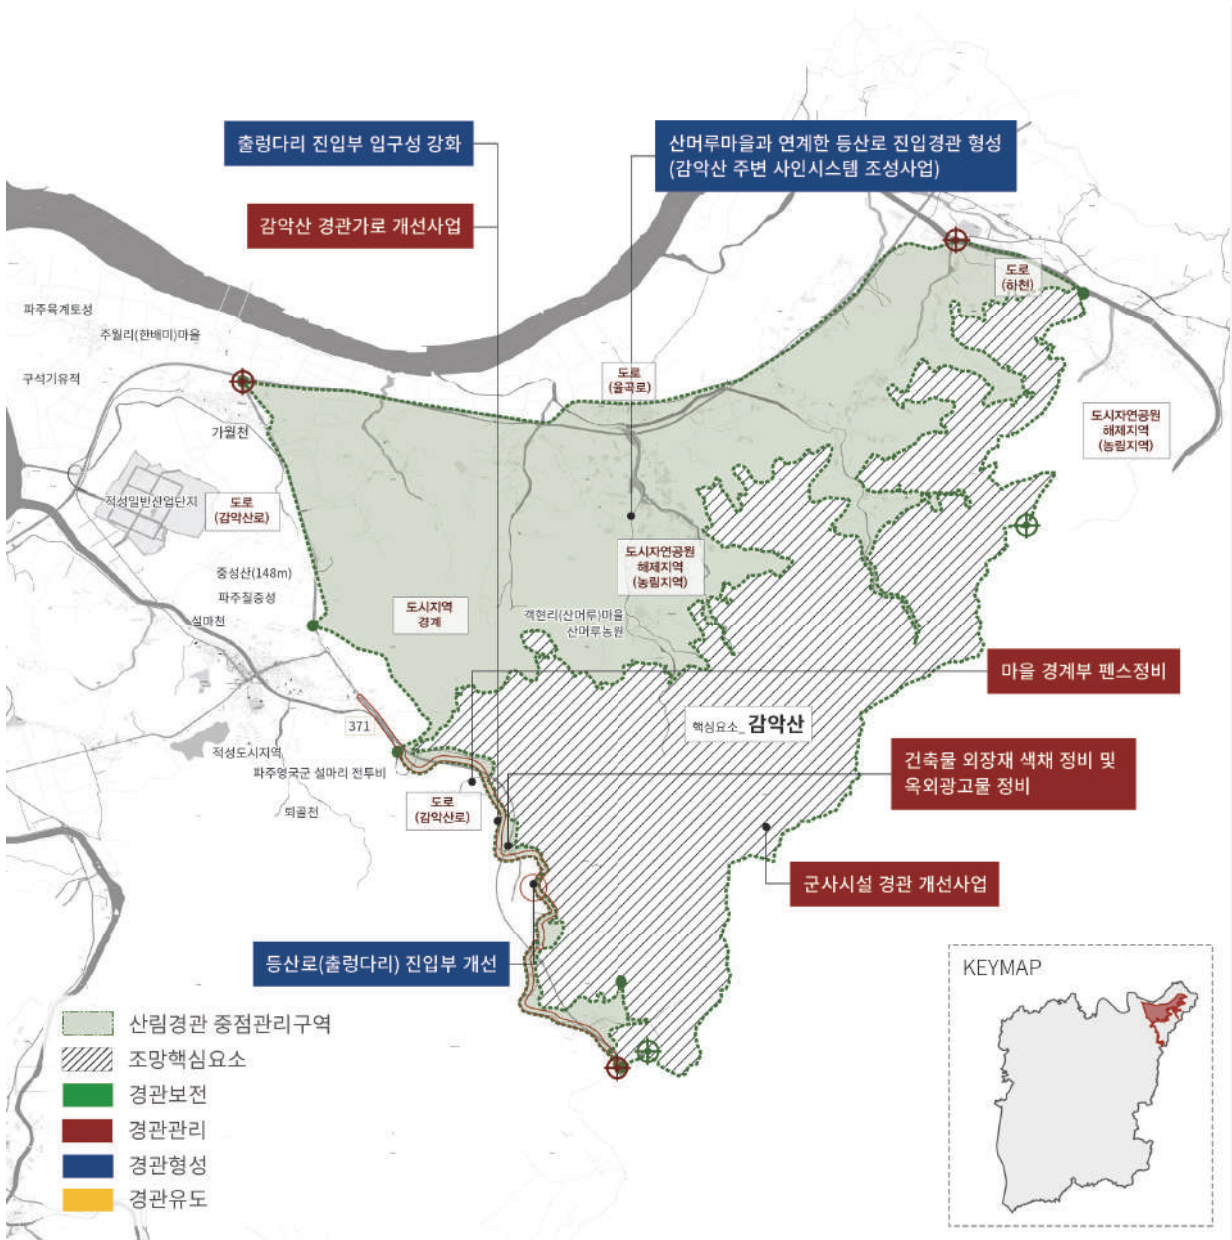 출렁다리 진입부 입구성 강화
산머루마을과 연계한 등산로 진입경관 형성
(감악산 주변 사인시스템 조성사업)
감악산 경관가로 개선사업
도로
(하천)
파주육계토성
주월리(한배미)마을
구석기유적
도로
(율곡로)
가월천
도시자연공원
해제지역
(농림지역)
적성일반산업단지
도로
(감악산로)
도시자연공원
해제지역
(농림지역)
중성산(148m)
파주칠중성
설마천
도시지역
경계
객현리(산머루)마을
산머루농원
마을 경계부 펜스정비
371
핵심요소_감악산
적성도시지역
파주영국군 설마리 전투비
건축물 외장재 색채 정비 및
옥외광고물 정비
도로
(감악산로)
퇴골천
군사시설 경관 개선사업
등산로(출렁다리) 진입부 개선
KEYMAP
산림경관 중점관리구역
조망핵심요소
경관보전
경관관리
경관형성
경관유도